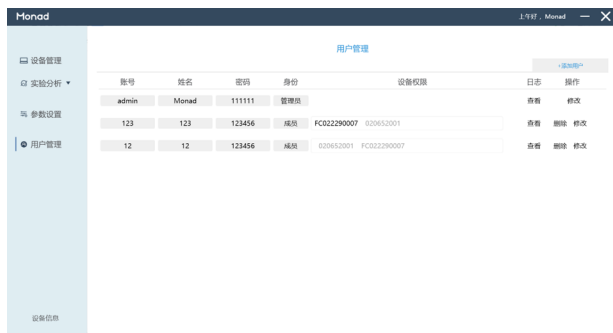 Monad
上午好，Monad
设备管理
实验分析
参数设置
用户管理
设备信息
用户管理
+添加用户
账号 姓名 密码 身份 设备权限 日志 操作
admin Monad 111111 管理员 查看 修改
123 123 123456 成员 FC022290007 020652001 查看 删除 修改
12 12 123456 成员 020652001 FC022290007 查看 删除 修改